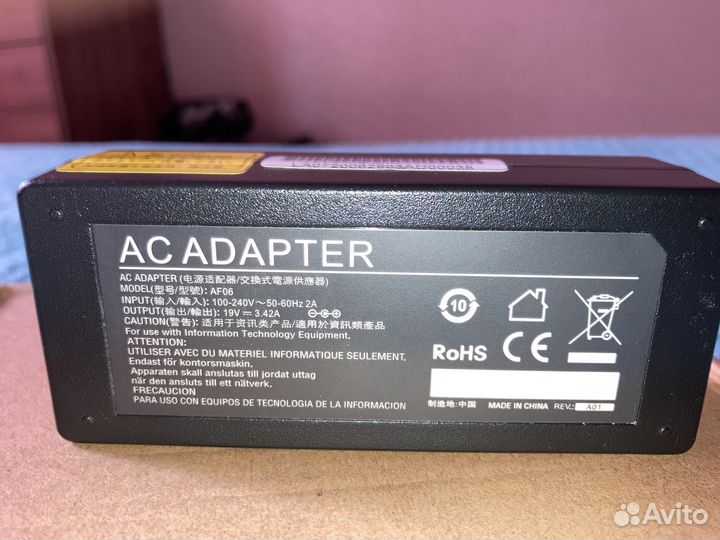 AC ADAPTER
AC ADAPTER (电源适配器/交換式電源供應器)
MODEL(型号/型號): AF06
INPUT(输入/輸入): 100-240V～50-60Hz 2A
OUTPUT(输出/輸出): 19V ⎓ 3.42A
CAUTION(警告): 适用于资讯类产品/適用於資訊類產品
For use with Information Technology Equipment.
ATTENTION:
UTILISER AVEC DU MATERIEL INFORMATIQUE SEULEMENT.
Endast för kontorsmaskin.
Apparaten skall anslutas till jordat uttag
när den ansluts till ett nätverk.
PRECAUCION
PARA USO CON EQUIPOS DE TECNOLOGIA DE LA INFORMACION
10
RoHS CE
制造地:中国 MADE IN CHINA REV.: A01
Avito